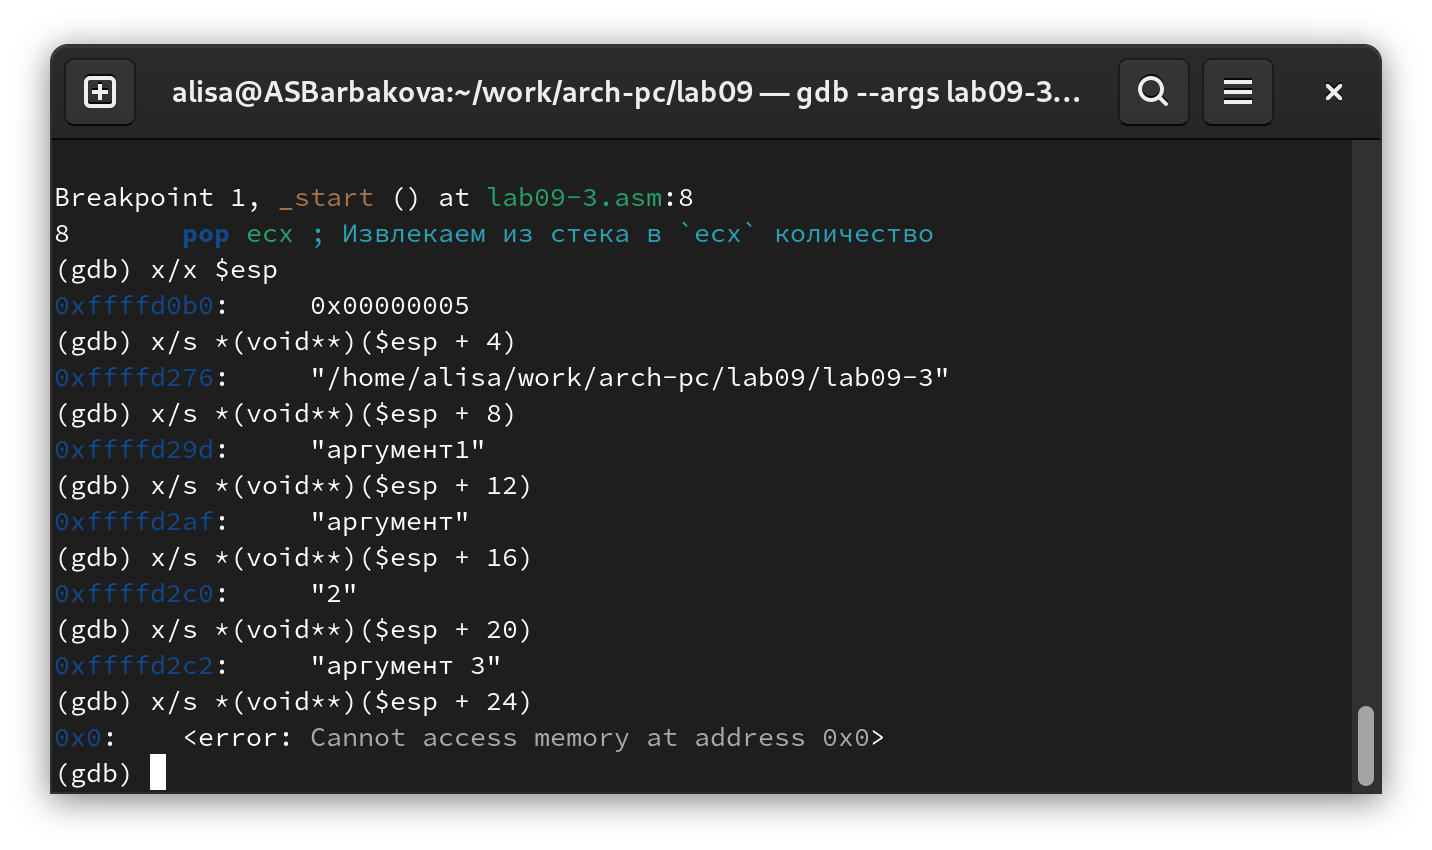 alisa@ASBarbakova:~/work/arch-pc/lab09 — gdb --args lab09-3…
Breakpoint 1, _start () at lab09-3.asm:8
8       pop ecx ; Извлекаем из стека в `ecx` количество
(gdb) x/x $esp
0xffffd0b0:     0x00000005
(gdb) x/s *(void**)($esp + 4)
0xffffd276:     "/home/alisa/work/arch-pc/lab09/lab09-3"
(gdb) x/s *(void**)($esp + 8)
0xffffd29d:     "аргумент1"
(gdb) x/s *(void**)($esp + 12)
0xffffd2af:     "аргумент"
(gdb) x/s *(void**)($esp + 16)
0xffffd2c0:     "2"
(gdb) x/s *(void**)($esp + 20)
0xffffd2c2:     "аргумент 3"
(gdb) x/s *(void**)($esp + 24)
0x0:    <error: Cannot access memory at address 0x0>
(gdb)